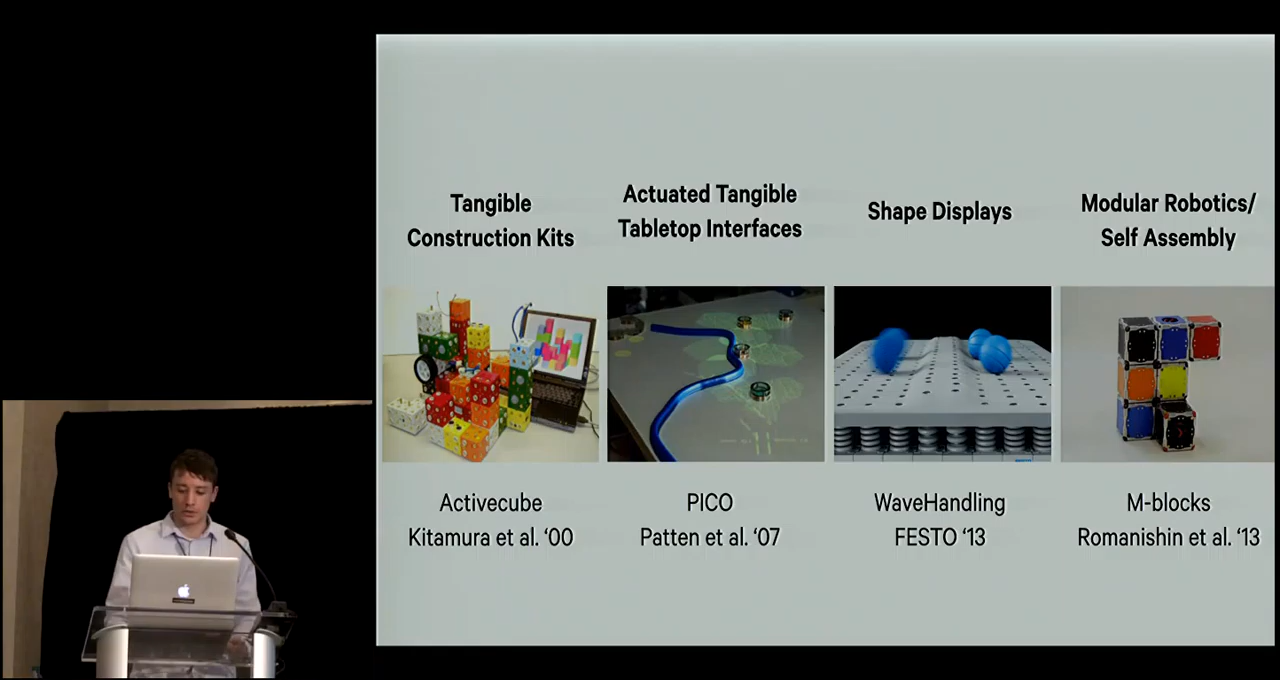 Tangible
Construction Kits
Actuated Tangible
Tabletop Interfaces
Shape Displays
Modular Robotics/
Self Assembly
Activecube
Kitamura et al. ‘00
PICO
Patten et al. ‘07
WaveHandling
FESTO ‘13
M-blocks
Romanishin et al. ‘13